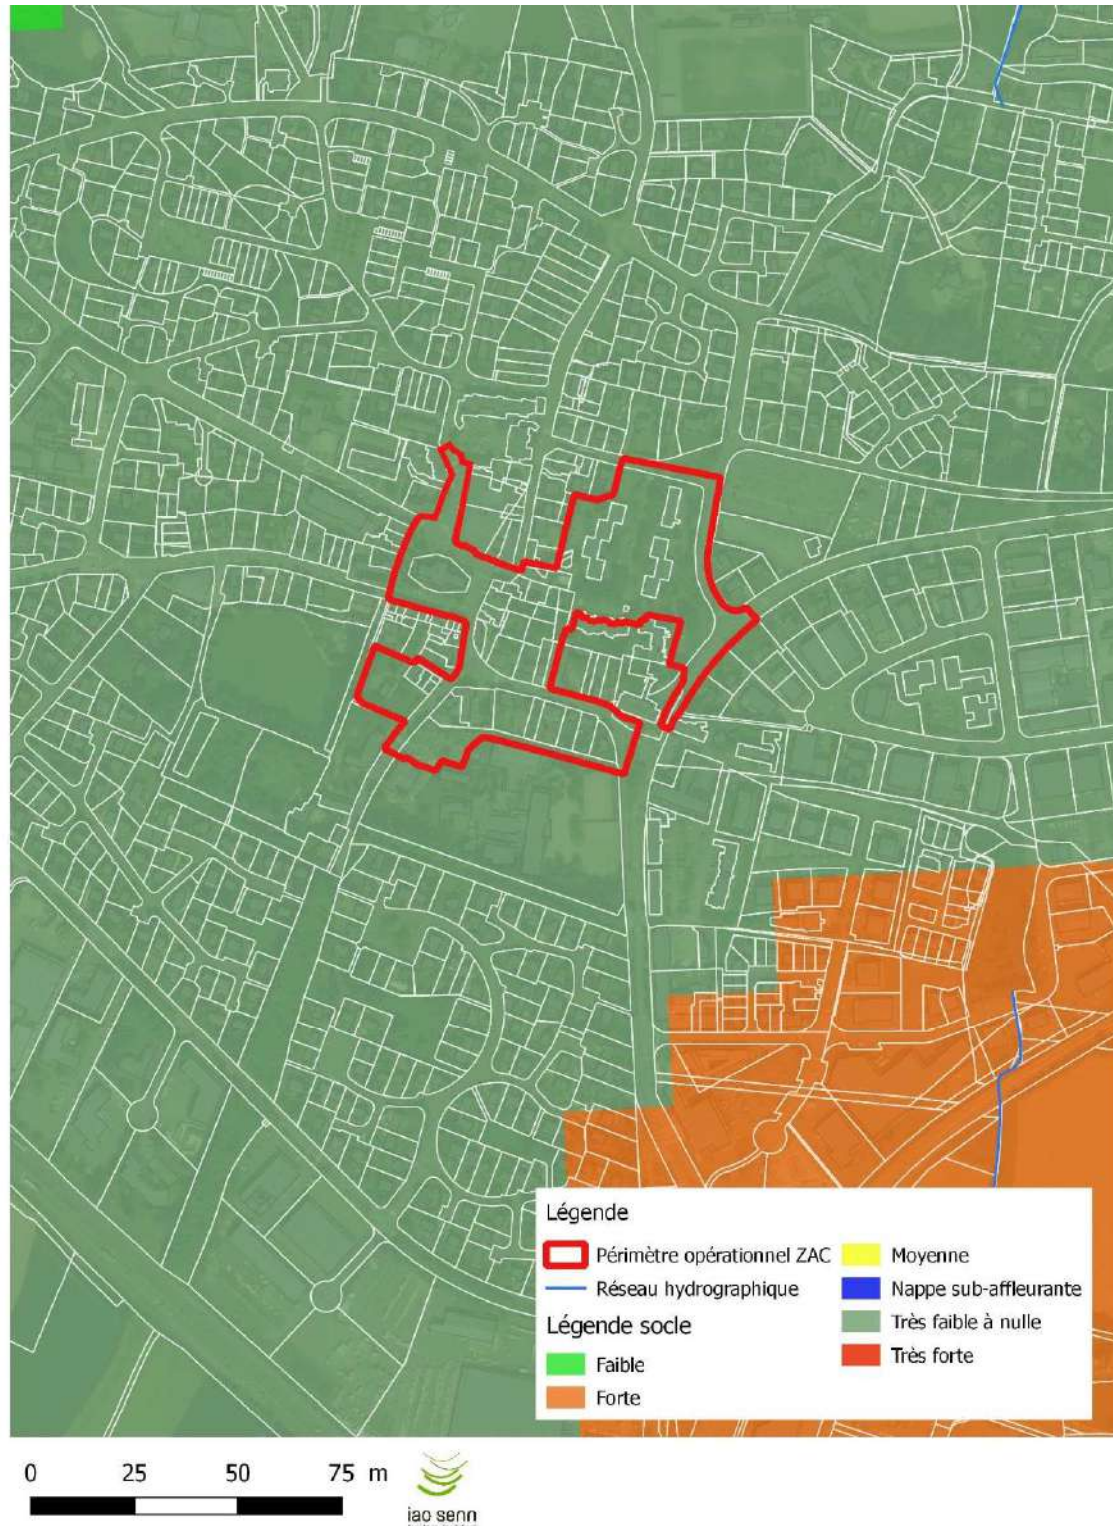 Légende
Périmètre opérationnel ZAC
Réseau hydrographique
Légende socle
Faible
Forte
Moyenne
Nappe sub-affleurante
Très faible à nulle
Très forte
0 25 50 75 m
iao senn